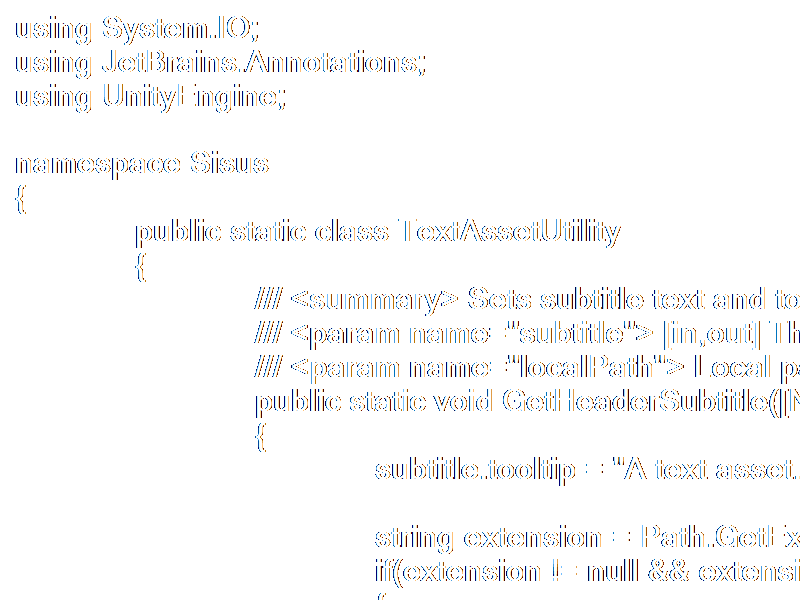 using System.IO;
using JetBrains.Annotations;
using UnityEngine;
namespace Sisus
{
public static class TextAssetUtility
{
/// <summary> Sets subtitle text and to
/// <param name="subtitle"> [in,out] Th
/// <param name="localPath"> Local pa
public static void GetHeaderSubtitle([N
{
subtitle.tooltip = "A text asset.
string extension = Path.GetEx
if(extension != null && extensi
{